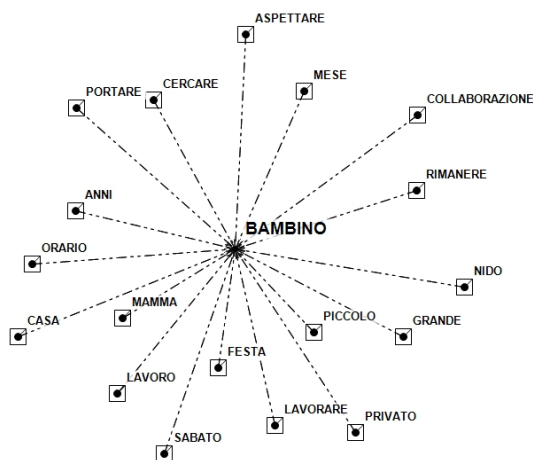 ASPETTARE
MESE
CERCARE
PORTARE
COLLABORAZIONE
RIMANERE
ANNI
BAMBINO
ORARIO
NIDO
MAMMA
CASA
PICCOLO
GRANDE
FESTA
LAVORO
LAVORARE
PRIVATO
SABATO